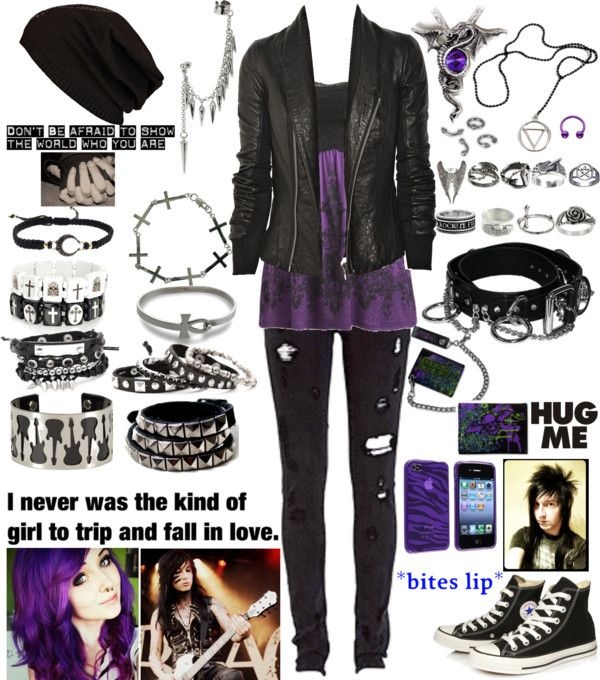 DON'T BE AFRAID TO SHOW
THE WORLD WHO YOU ARE
ROCK N
HUG
ME
I never was the kind of
girl to trip and fall in love.
*bites lip*